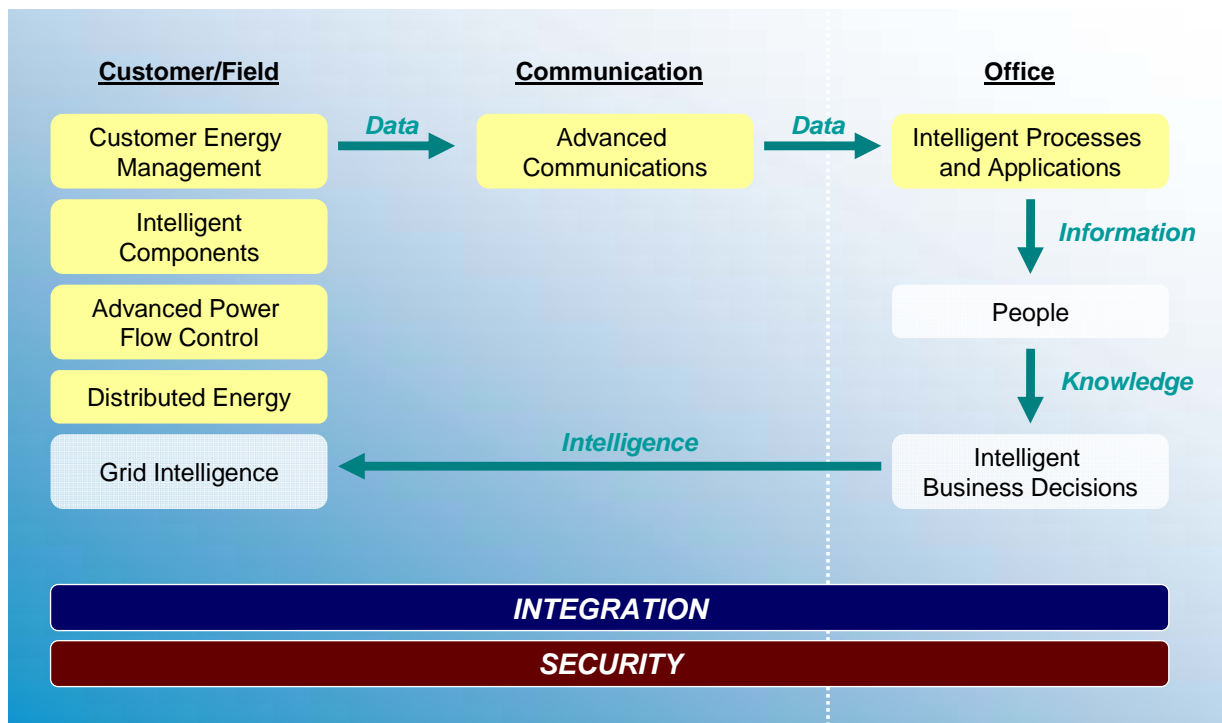 Customer/Field
Communication
Office
Customer Energy
Management
Data
Advanced
Communications
Data
Intelligent Processes
and Applications
Intelligent
Components
Information
Advanced Power
Flow Control
People
Distributed Energy
Knowledge
Grid Intelligence
Intelligence
Intelligent
Business Decisions
INTEGRATION
SECURITY